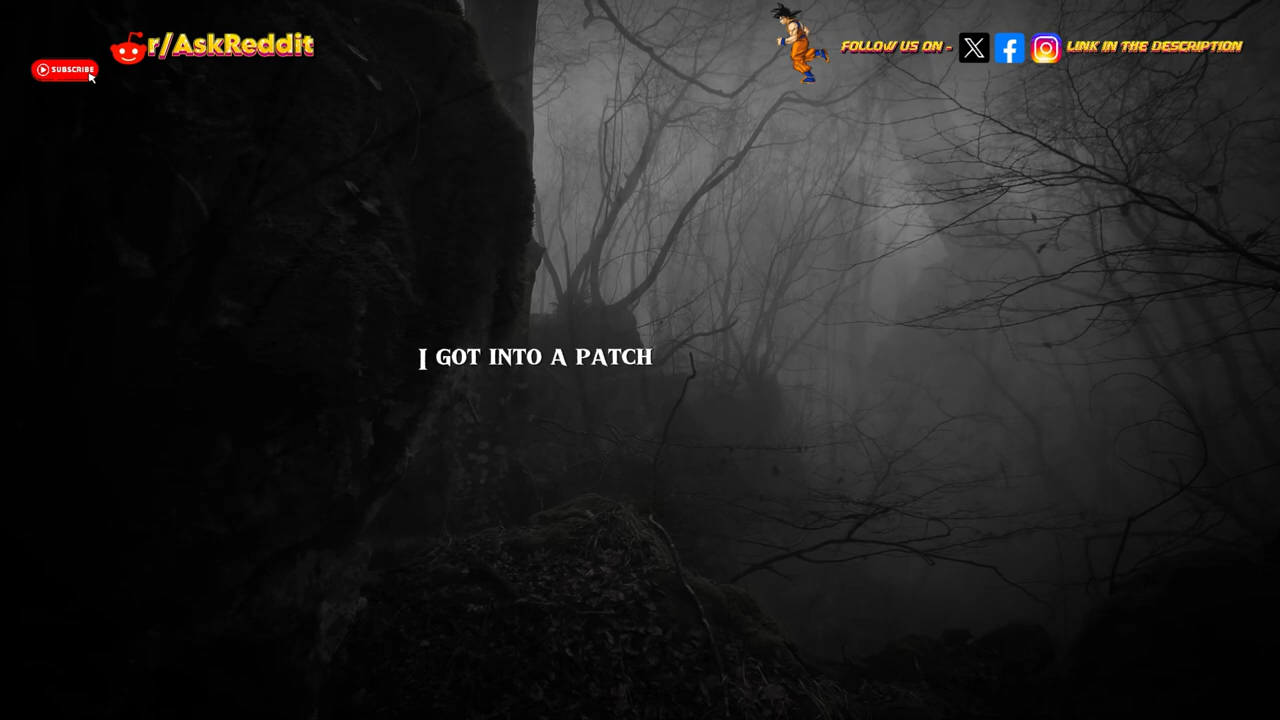 r/AskReddit
SUBSCRIBE
FOLLOW US ON - LINK IN THE DESCRIPTION
I GOT INTO A PATCH